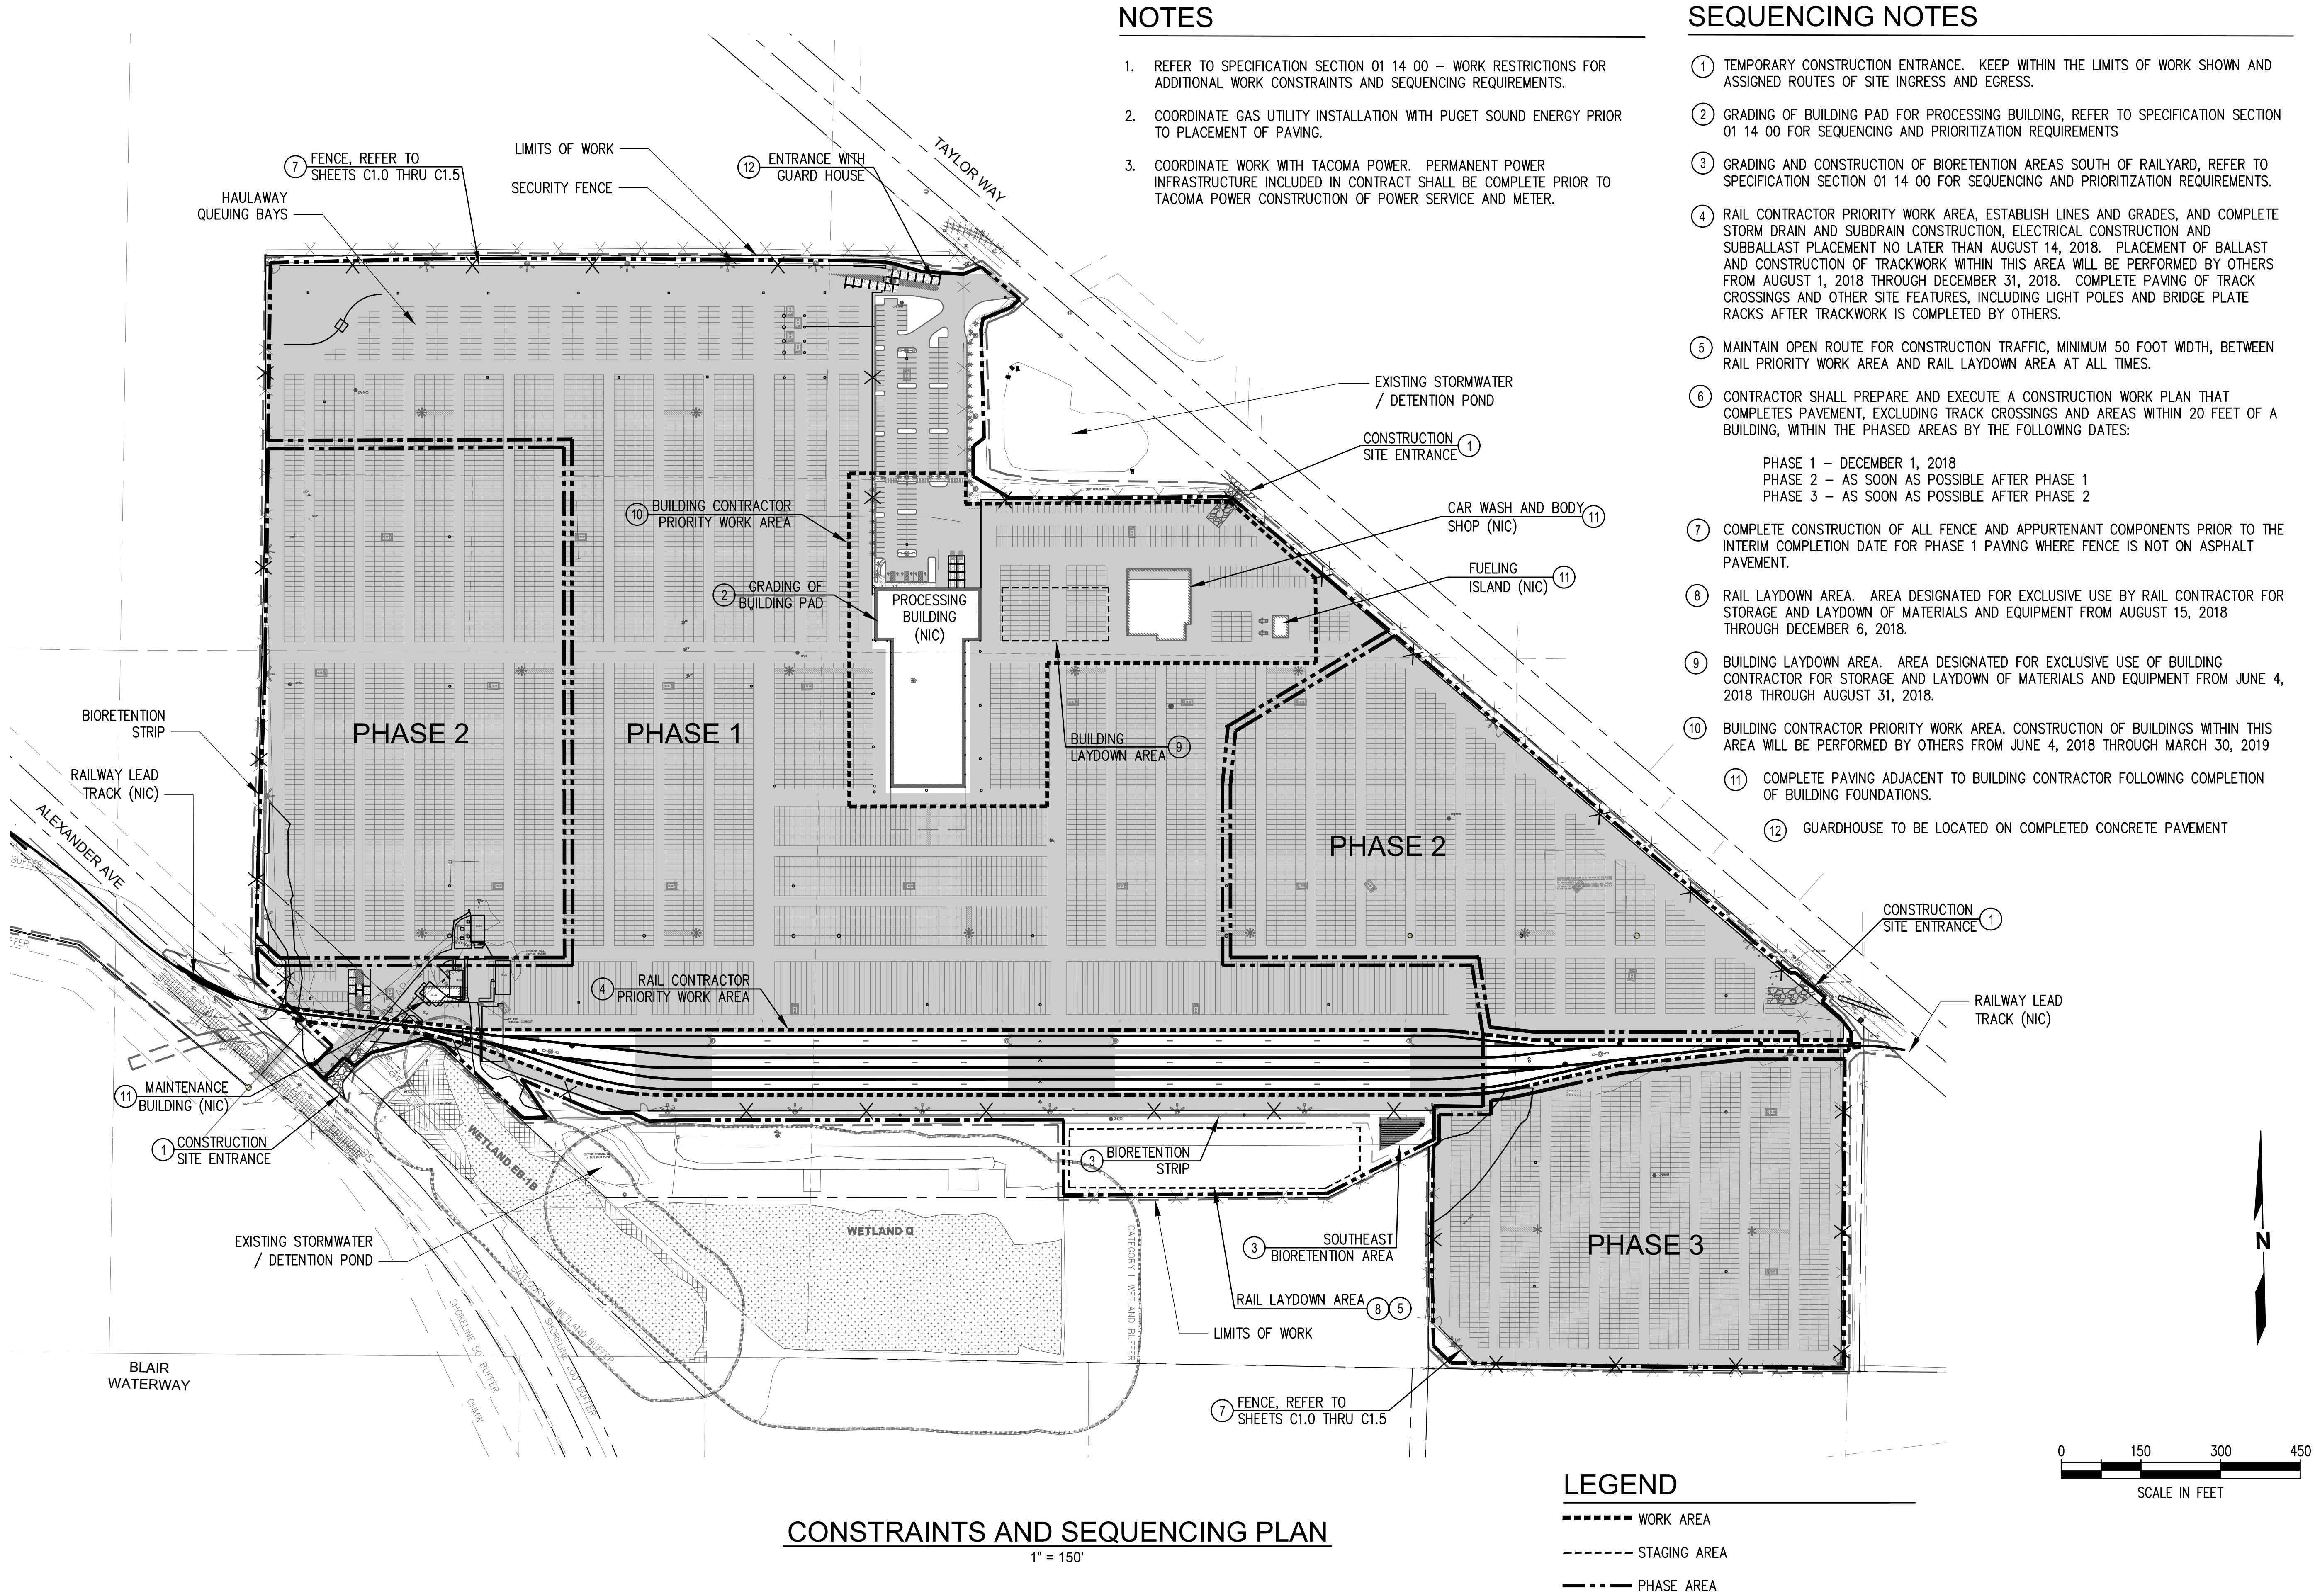 NOTES
1. REFER TO SPECIFICATION SECTION 01 14 00 – WORK RESTRICTIONS FOR
ADDITIONAL WORK CONSTRAINTS AND SEQUENCING REQUIREMENTS.
2. COORDINATE GAS UTILITY INSTALLATION WITH PUGET SOUND ENERGY PRIOR
TO PLACEMENT OF PAVING.
3. COORDINATE WORK WITH TACOMA POWER. PERMANENT POWER
INFRASTRUCTURE INCLUDED IN CONTRACT SHALL BE COMPLETE PRIOR TO
TACOMA POWER CONSTRUCTION OF POWER SERVICE AND METER.
SEQUENCING NOTES
1 TEMPORARY CONSTRUCTION ENTRANCE. KEEP WITHIN THE LIMITS OF WORK SHOWN AND
ASSIGNED ROUTES OF SITE INGRESS AND EGRESS.
2 GRADING OF BUILDING PAD FOR PROCESSING BUILDING, REFER TO SPECIFICATION SECTION
01 14 00 FOR SEQUENCING AND PRIORITIZATION REQUIREMENTS
3 GRADING AND CONSTRUCTION OF BIORETENTION AREAS SOUTH OF RAILYARD, REFER TO
SPECIFICATION SECTION 01 14 00 FOR SEQUENCING AND PRIORITIZATION REQUIREMENTS.
4 RAIL CONTRACTOR PRIORITY WORK AREA, ESTABLISH LINES AND GRADES, AND COMPLETE
STORM DRAIN AND SUBDRAIN CONSTRUCTION, ELECTRICAL CONSTRUCTION AND
SUBBALLAST PLACEMENT NO LATER THAN AUGUST 14, 2018. PLACEMENT OF BALLAST
AND CONSTRUCTION OF TRACKWORK WITHIN THIS AREA WILL BE PERFORMED BY OTHERS
FROM AUGUST 1, 2018 THROUGH DECEMBER 31, 2018. COMPLETE PAVING OF TRACK
CROSSINGS AND OTHER SITE FEATURES, INCLUDING LIGHT POLES AND BRIDGE PLATE
RACKS AFTER TRACKWORK IS COMPLETED BY OTHERS.
5 MAINTAIN OPEN ROUTE FOR CONSTRUCTION TRAFFIC, MINIMUM 50 FOOT WIDTH, BETWEEN
RAIL PRIORITY WORK AREA AND RAIL LAYDOWN AREA AT ALL TIMES.
6 CONTRACTOR SHALL PREPARE AND EXECUTE A CONSTRUCTION WORK PLAN THAT
COMPLETES PAVEMENT, EXCLUDING TRACK CROSSINGS AND AREAS WITHIN 20 FEET OF A
BUILDING, WITHIN THE PHASED AREAS BY THE FOLLOWING DATES:
PHASE 1 – DECEMBER 1, 2018
PHASE 2 – AS SOON AS POSSIBLE AFTER PHASE 1
PHASE 3 – AS SOON AS POSSIBLE AFTER PHASE 2
7 COMPLETE CONSTRUCTION OF ALL FENCE AND APPURTENANT COMPONENTS PRIOR TO THE
INTERIM COMPLETION DATE FOR PHASE 1 PAVING WHERE FENCE IS NOT ON ASPHALT
PAVEMENT.
8 RAIL LAYDOWN AREA. AREA DESIGNATED FOR EXCLUSIVE USE BY RAIL CONTRACTOR FOR
STORAGE AND LAYDOWN OF MATERIALS AND EQUIPMENT FROM AUGUST 15, 2018
THROUGH DECEMBER 6, 2018.
9 BUILDING LAYDOWN AREA. AREA DESIGNATED FOR EXCLUSIVE USE OF BUILDING
CONTRACTOR FOR STORAGE AND LAYDOWN OF MATERIALS AND EQUIPMENT FROM JUNE 4,
2018 THROUGH AUGUST 31, 2018.
10 BUILDING CONTRACTOR PRIORITY WORK AREA. CONSTRUCTION OF BUILDINGS WITHIN THIS
AREA WILL BE PERFORMED BY OTHERS FROM JUNE 4, 2018 THROUGH MARCH 30, 2019
11 COMPLETE PAVING ADJACENT TO BUILDING CONTRACTOR FOLLOWING COMPLETION
OF BUILDING FOUNDATIONS.
12 GUARDHOUSE TO BE LOCATED ON COMPLETED CONCRETE PAVEMENT
TAYLOR WAY
LIMITS OF WORK
7 FENCE, REFER TO
SHEETS C1.0 THRU C1.5
12 ENTRANCE WITH
GUARD HOUSE
SECURITY FENCE
HAULAWAY
QUEUING BAYS
EXISTING STORMWATER
/ DETENTION POND
CONSTRUCTION
SITE ENTRANCE 1
10 BUILDING CONTRACTOR
PRIORITY WORK AREA
CAR WASH AND BODY
SHOP (NIC) 11
FUELING
ISLAND (NIC) 11
2 GRADING OF
BUILDING PAD
PROCESSING
BUILDING
(NIC)
BIORETENTION
STRIP
PHASE 2
PHASE 1
BUILDING
LAYDOWN AREA 9
RAILWAY LEAD
TRACK (NIC)
ALEXANDER AVE
BUFFER
PHASE 2
CONSTRUCTION
SITE ENTRANCE 1
FFER
4 RAIL CONTRACTOR
PRIORITY WORK AREA
RAILWAY LEAD
TRACK (NIC)
11 MAINTENANCE
BUILDING (NIC)
1 CONSTRUCTION
SITE ENTRANCE
WETLAND EB-1B
3 BIORETENTION
STRIP
WETLAND Q
EXISTING STORMWATER
/ DETENTION POND
3 SOUTHEAST
BIORETENTION AREA
PHASE 3
CATEGORY II WETLAND BUFFER
CATEGORY III WETLAND BUFFER
RAIL LAYDOWN AREA 8 5
LIMITS OF WORK
SHORELINE 50' BUFFER
SHORELINE 200' BUFFER
OHMW
BLAIR
WATERWAY
7 FENCE, REFER TO
SHEETS C1.0 THRU C1.5
N
0 150 300 450
SCALE IN FEET
LEGEND
WORK AREA
STAGING AREA
PHASE AREA
CONSTRAINTS AND SEQUENCING PLAN
1" = 150'